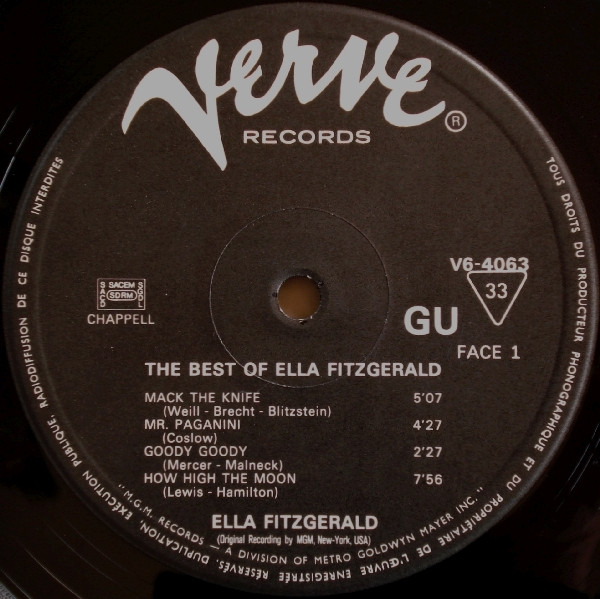 Verve
®
RECORDS
TOUS DROITS DU PRODUCTEUR PHONOGRAPHIQUE ET DU PROPRIÉTAIRE DE L'ŒUVRE ENREGISTRÉE RÉSERVÉS, DUPLICATION, EXÉCUTION PUBLIQUE, RADIODIFFUSION DE CE DISQUE INTERDITES
V6-4063
33
SACEM
SACD SDRM SGDL
CHAPPELL
GU
FACE 1
THE BEST OF ELLA FITZGERALD
MACK THE KNIFE 5'07
(Weill - Brecht - Blitzstein)
MR. PAGANINI 4'27
(Coslow)
GOODY GOODY 2'27
(Mercer - Malneck)
HOW HIGH THE MOON 7'56
(Lewis - Hamilton)
ELLA FITZGERALD
(Original Recording by MGM, New-York, USA)
"M.G.M. RECORDS — A DIVISION OF METRO GOLDWYN MAYER INC."